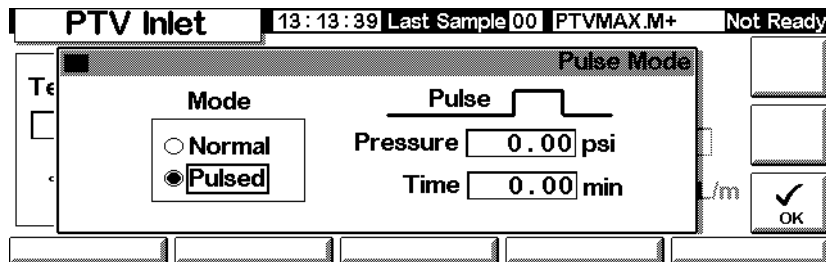 PTV Inlet 13:13:39 Last Sample 00 PTVMAX.M+ Not Ready
Pulse Mode
Te
Mode
Pulse
Normal
Pressure 0.00 psi
Pulsed
Time 0.00 min
L/m
OK